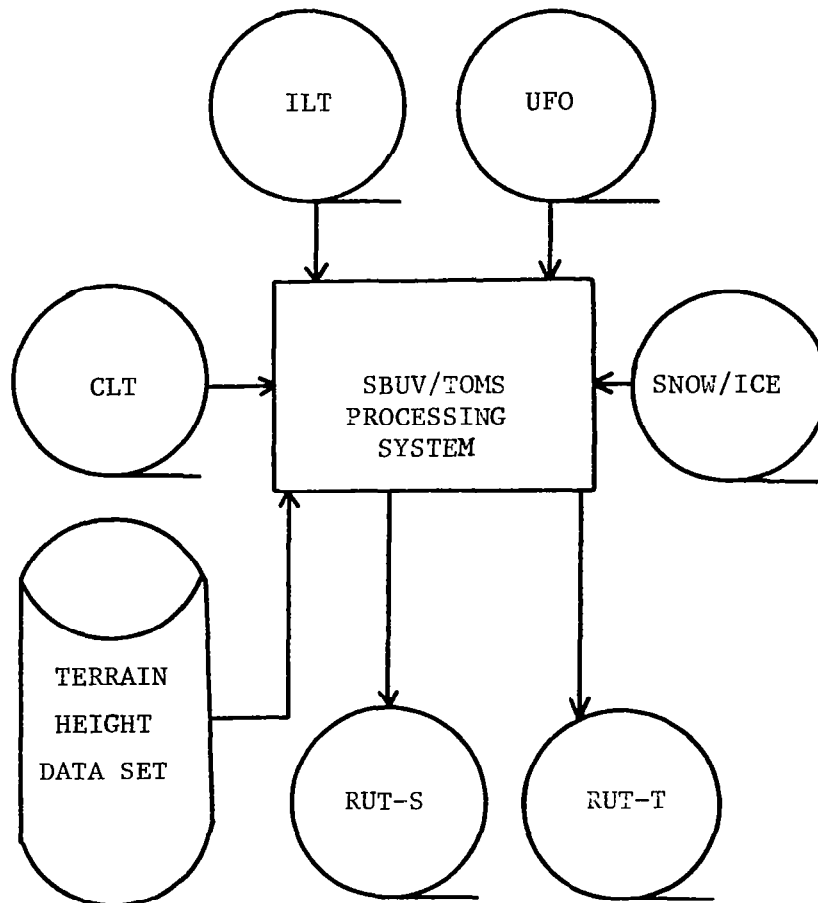 ILT
UFO
CLT
SBUV/TOMS
PROCESSING
SYSTEM
SNOW/ICE
TERRAIN
HEIGHT
DATA SET
RUT-S
RUT-T